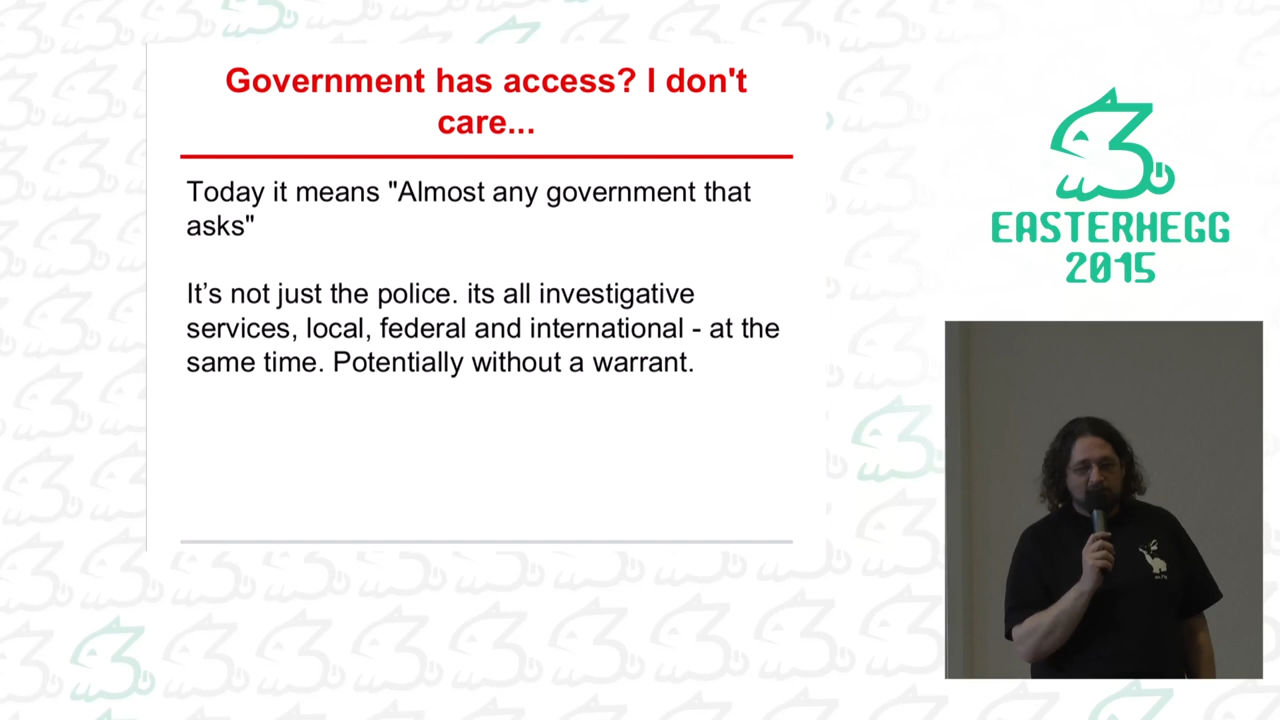 Government has access? I don't
care...
Today it means "Almost any government that
asks"
It’s not just the police. its all investigative
services, local, federal and international - at the
same time. Potentially without a warrant.
EASTERHEGG
2015